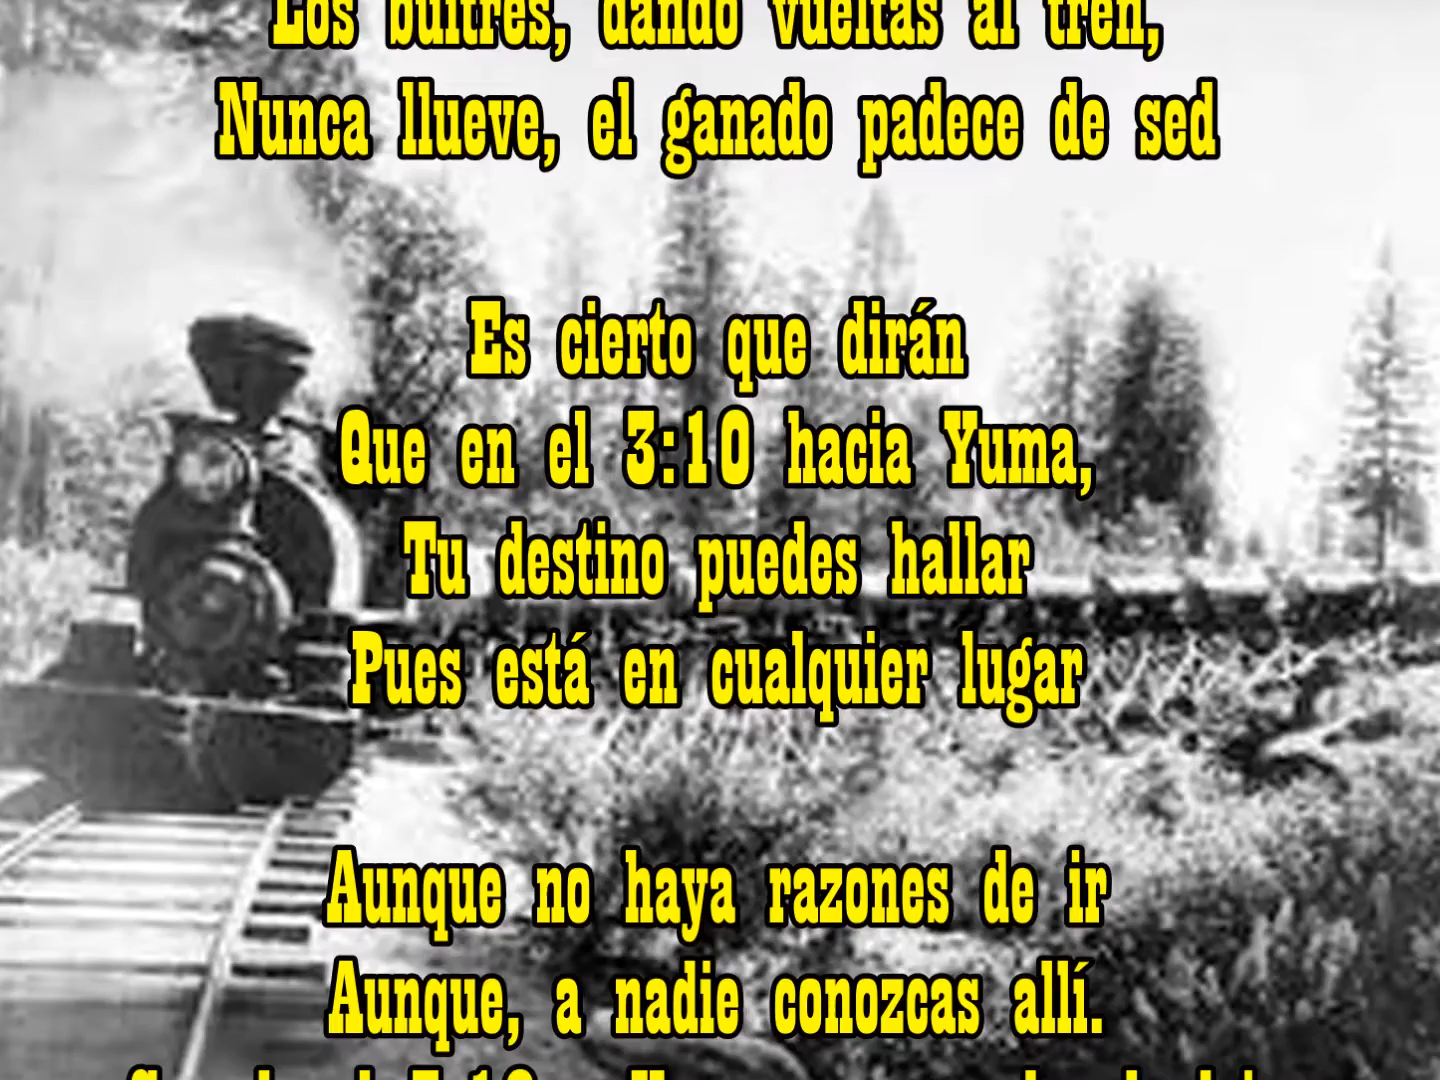 Los buitres, dando vueltas al tren,
Nunca llueve, el ganado padece de sed
Es cierto que dirán
Que en el 3:10 hacia Yuma,
Tu destino puedes hallar
Pues está en cualquier lugar
Aunque no haya razones de ir
Aunque, a nadie conozcas allí.